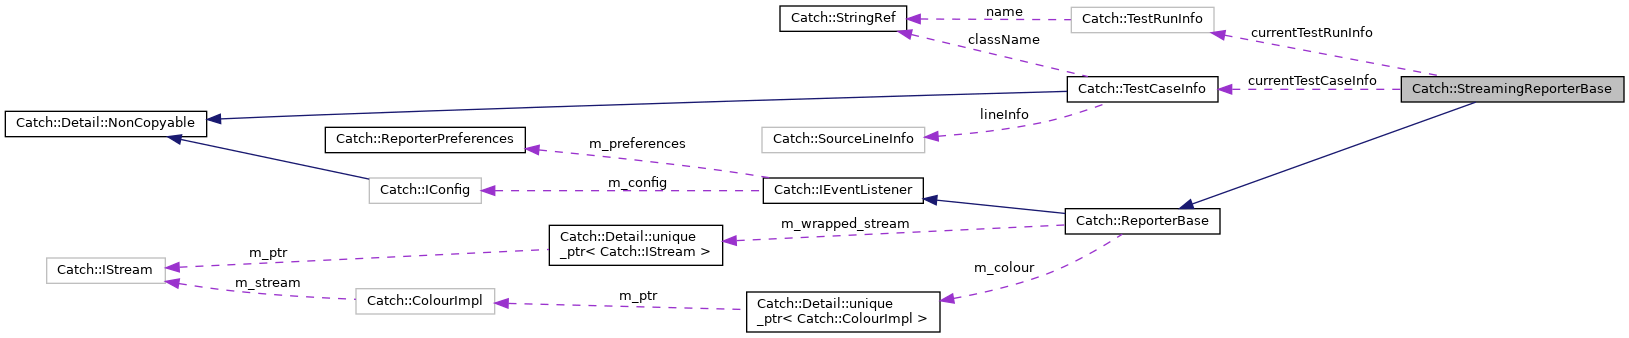 Catch::StringRef
name
Catch::TestRunInfo
className
currentTestRunInfo
Catch::TestCaseInfo
currentTestCaseInfo
Catch::StreamingReporterBase
Catch::Detail::NonCopyable
lineInfo
Catch::ReporterPreferences
m_preferences
Catch::SourceLineInfo
Catch::IConfig
m_config
Catch::IEventListener
Catch::ReporterBase
m_wrapped_stream
Catch::Detail::unique
_ptr< Catch::IStream >
m_ptr
Catch::IStream
m_stream
m_colour
Catch::ColourImpl
m_ptr
Catch::Detail::unique
_ptr< Catch::ColourImpl >